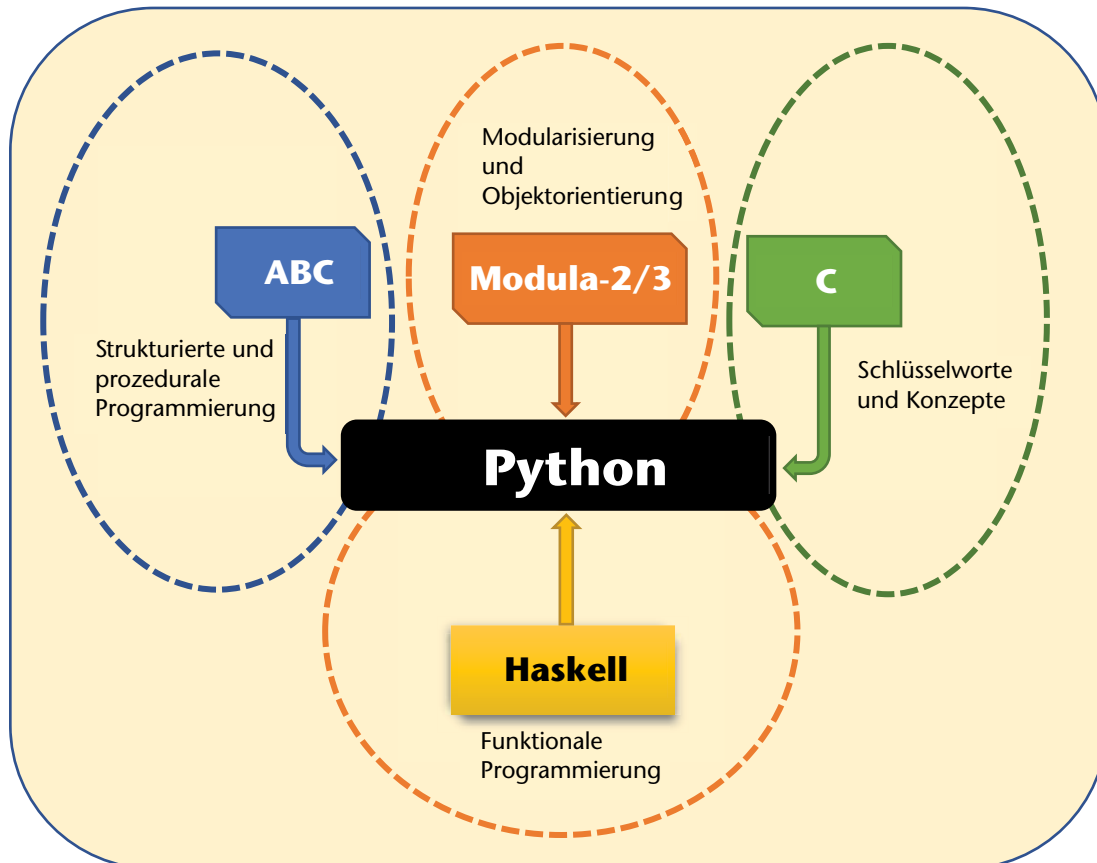 Modularisierung
und
Objektorientierung
ABC
Modula-2/3
C
Strukturierte und
prozedurale
Programmierung
Schlüsselworte
und Konzepte
Python
Haskell
Funktionale
Programmierung